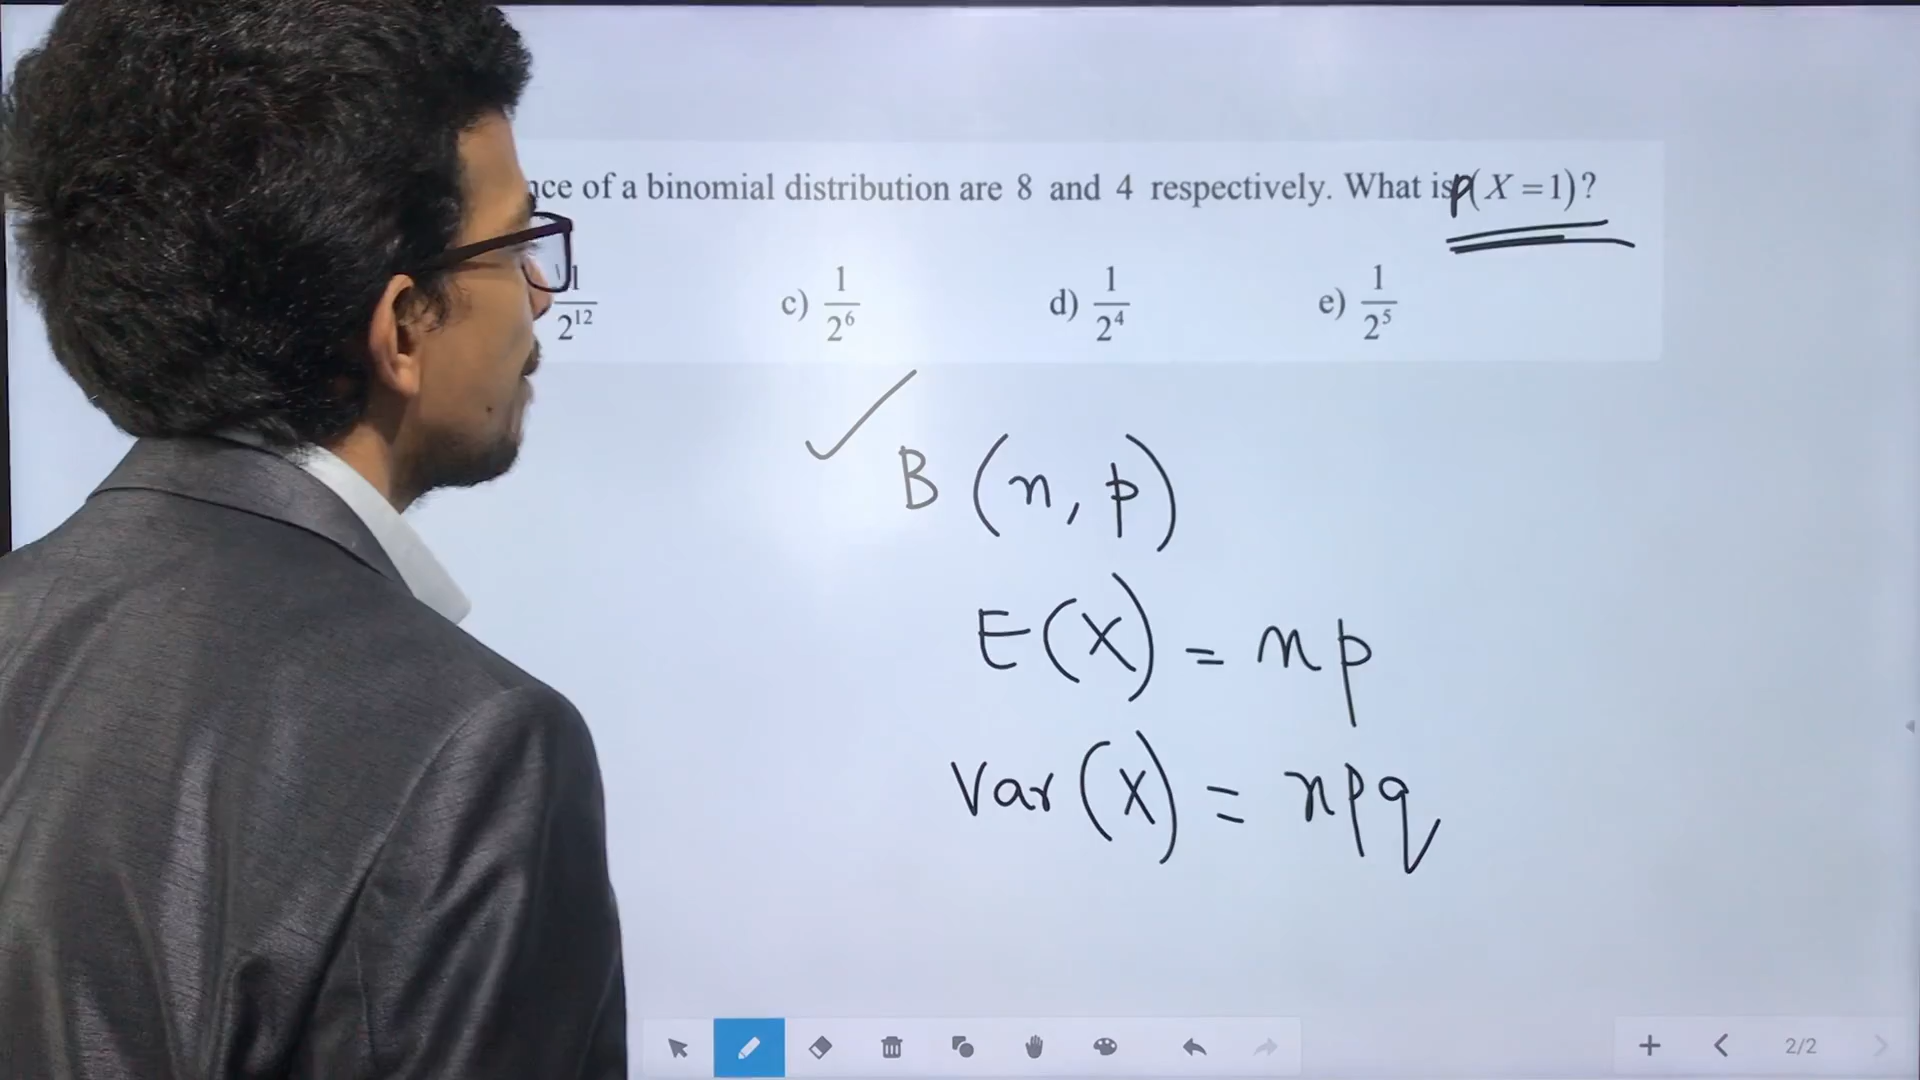 of a binomial distribution are 8 and 4 respectively. What is p(X=1)?
1/2^12 c) 1/2^6 d) 1/2^4 e) 1/2^5
✓ B (n, p)
E(X) = np
Var(X) = npq
2/2